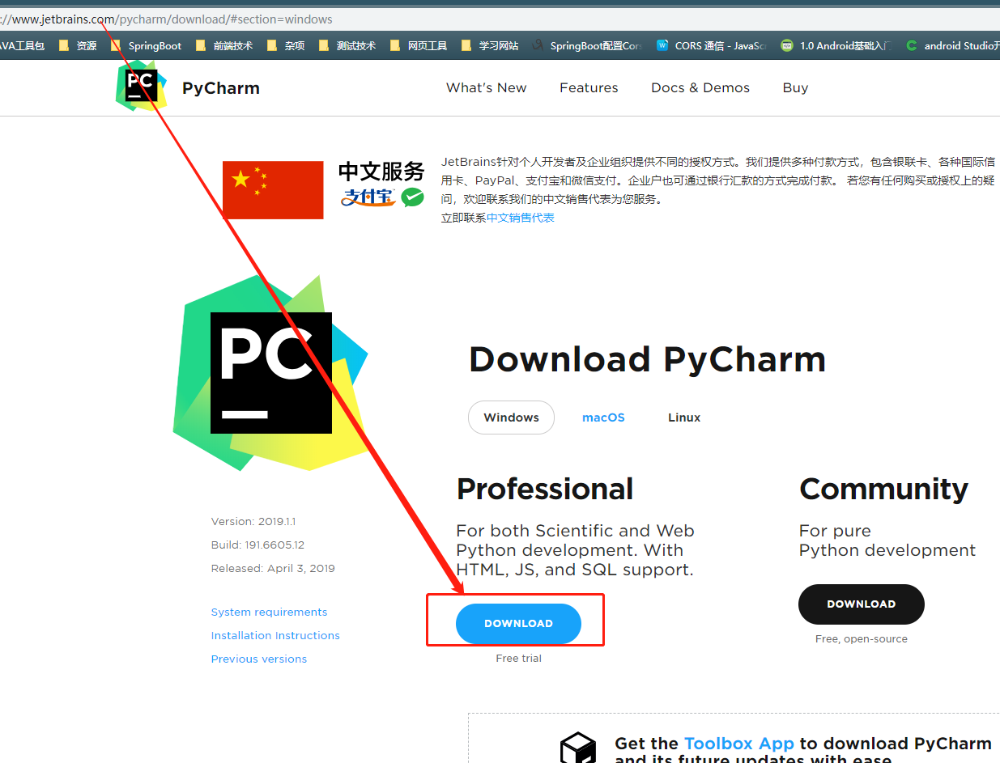 ://www.jetbrains.com/pycharm/download/#section=windows
AVA工具包 资源 SpringBoot 前端技术 杂项 测试技术 网页工具 学习网站 SpringBoot配置Cors CORS 通信 - JavaSc 1.0 Android基础入门 android Studio开
PC
PyCharm
What's New Features Docs & Demos Buy
中文服务
支付宝
JetBrains针对个人开发者及企业组织提供不同的授权方式。我们提供多种付款方式，包含银联卡、各种国际信
用卡、PayPal、支付宝和微信支付。企业户也可通过银行汇款的方式完成付款。 若您有任何购买或授权上的疑
问，欢迎联系我们的中文销售代表为您服务。
立即联系中文销售代表
PC
Download PyCharm
Windows macOS Linux
Version: 2019.1.1
Build: 191.6605.12
Released: April 3, 2019
System requirements
Installation Instructions
Previous versions
Professional
For both Scientific and Web
Python development. With
HTML, JS, and SQL support.
DOWNLOAD
Free trial
Community
For pure
Python development
DOWNLOAD
Free, open-source
Get the Toolbox App to download PyCharm
and its future updates with ease